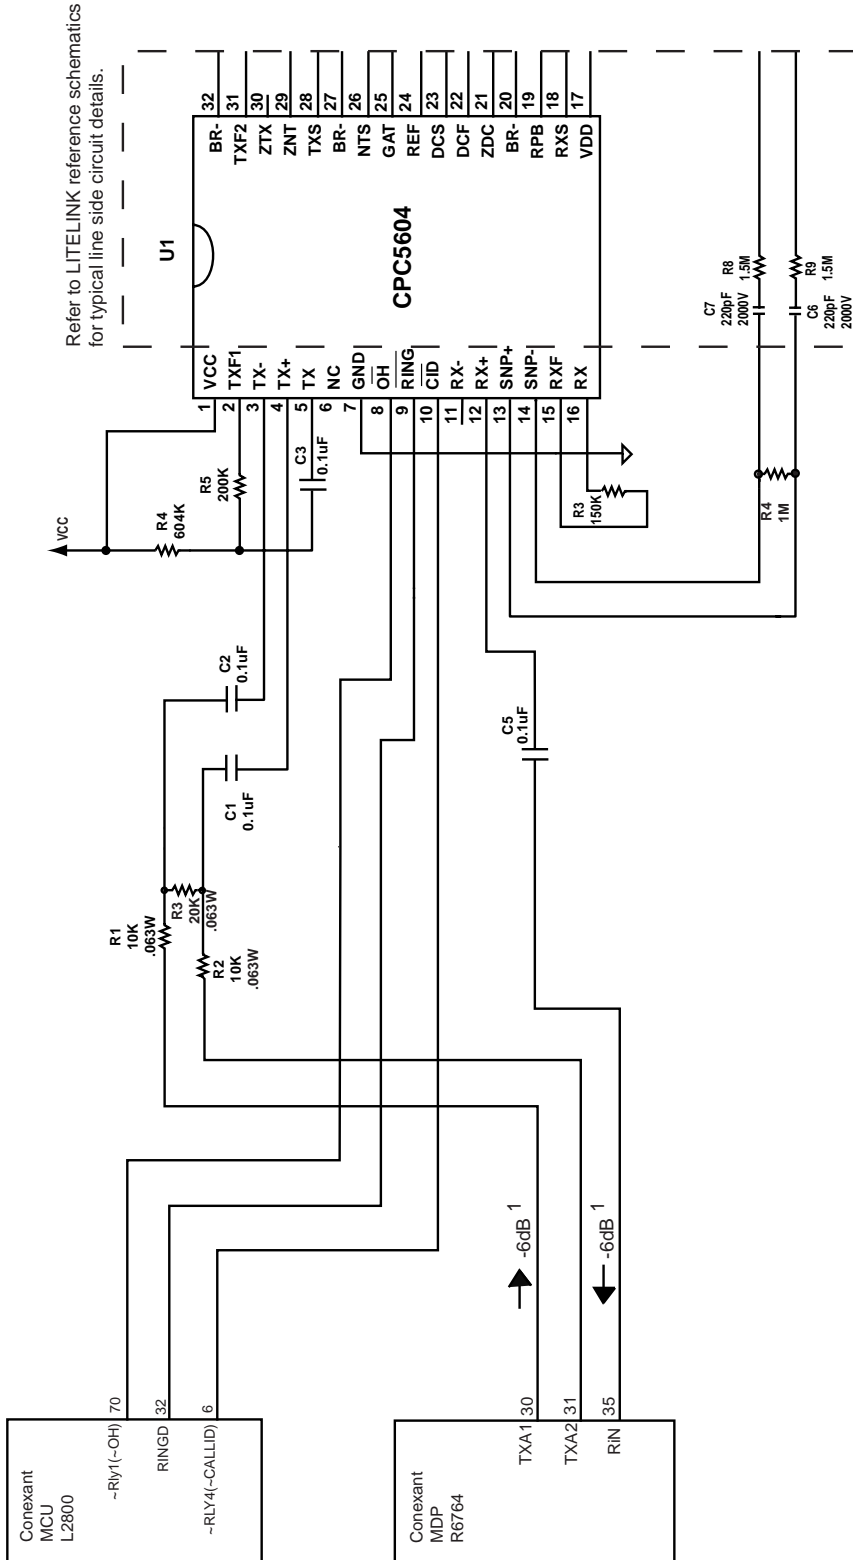 Refer to LITELINK reference schematics
for typical line side circuit details.
U1
CPC5604
1 VCC
2 TXF1
3 TX-
4 TX+
5 TX
6 NC
7 GND
8 OH
9 RING
10 CID
11 RX-
12 RX+
13 SNP+
14 SNP-
15 RXF
16 RX
BR- 32
TXF2 31
ZTX 30
ZNT 29
TXS 28
BR- 27
NTS 26
GAT 25
REF 24
DCS 23
DCF 22
ZDC 21
BR- 20
RPB 19
RXS 18
VDD 17
VCC
R4
604K
R5
200K
C3
0.1uF
C2
0.1uF
C1
0.1uF
R1
10K
.063W
R3
20K
.063W
R2
10K
.063W
C5
0.1uF
R3
150K
R4
1M
C7
220pF
2000V
R8
1.5M
C6
220pF
2000V
R9
1.5M
Conexant
MCU
L2800
~Rly1(~OH) 70
RINGD 32
~RLY4(~CALLID) 6
Conexant
MDP
R6764
TXA1 30
TXA2 31
RiN 35
-6dB 1
-6dB 1